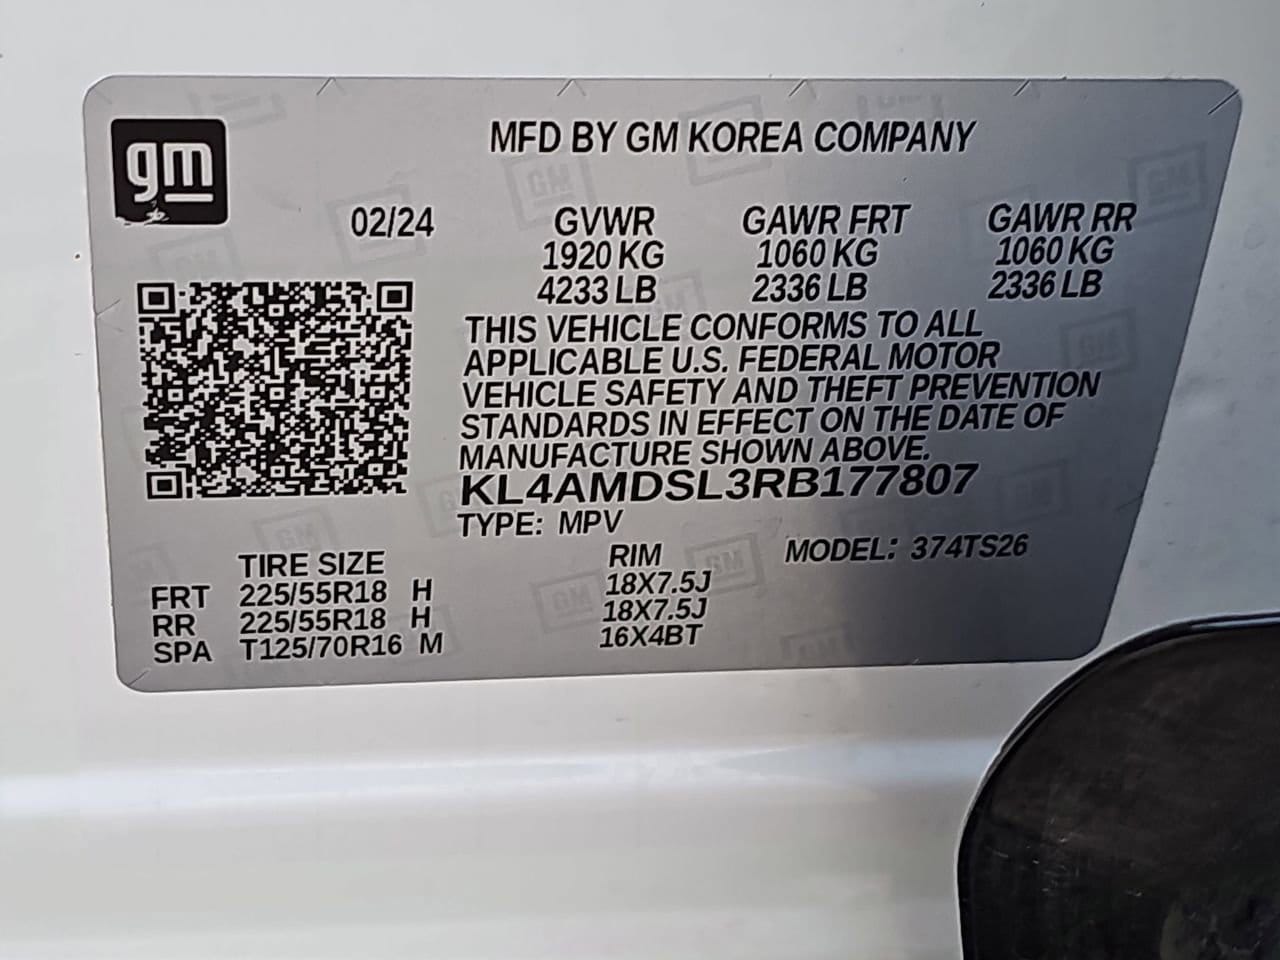 gm
MFD BY GM KOREA COMPANY
02/24 GVWR GAWR FRT GAWR RR
1920 KG 1060 KG 1060 KG
4233 LB 2336 LB 2336 LB
THIS VEHICLE CONFORMS TO ALL
APPLICABLE U.S. FEDERAL MOTOR
VEHICLE SAFETY AND THEFT PREVENTION
STANDARDS IN EFFECT ON THE DATE OF
MANUFACTURE SHOWN ABOVE.
KL4AMDSL3RB177807
TYPE: MPV
TIRE SIZE RIM MODEL: 374TS26
FRT 225/55R18 H 18X7.5J
RR 225/55R18 H 18X7.5J
SPA T125/70R16 M 16X4BT